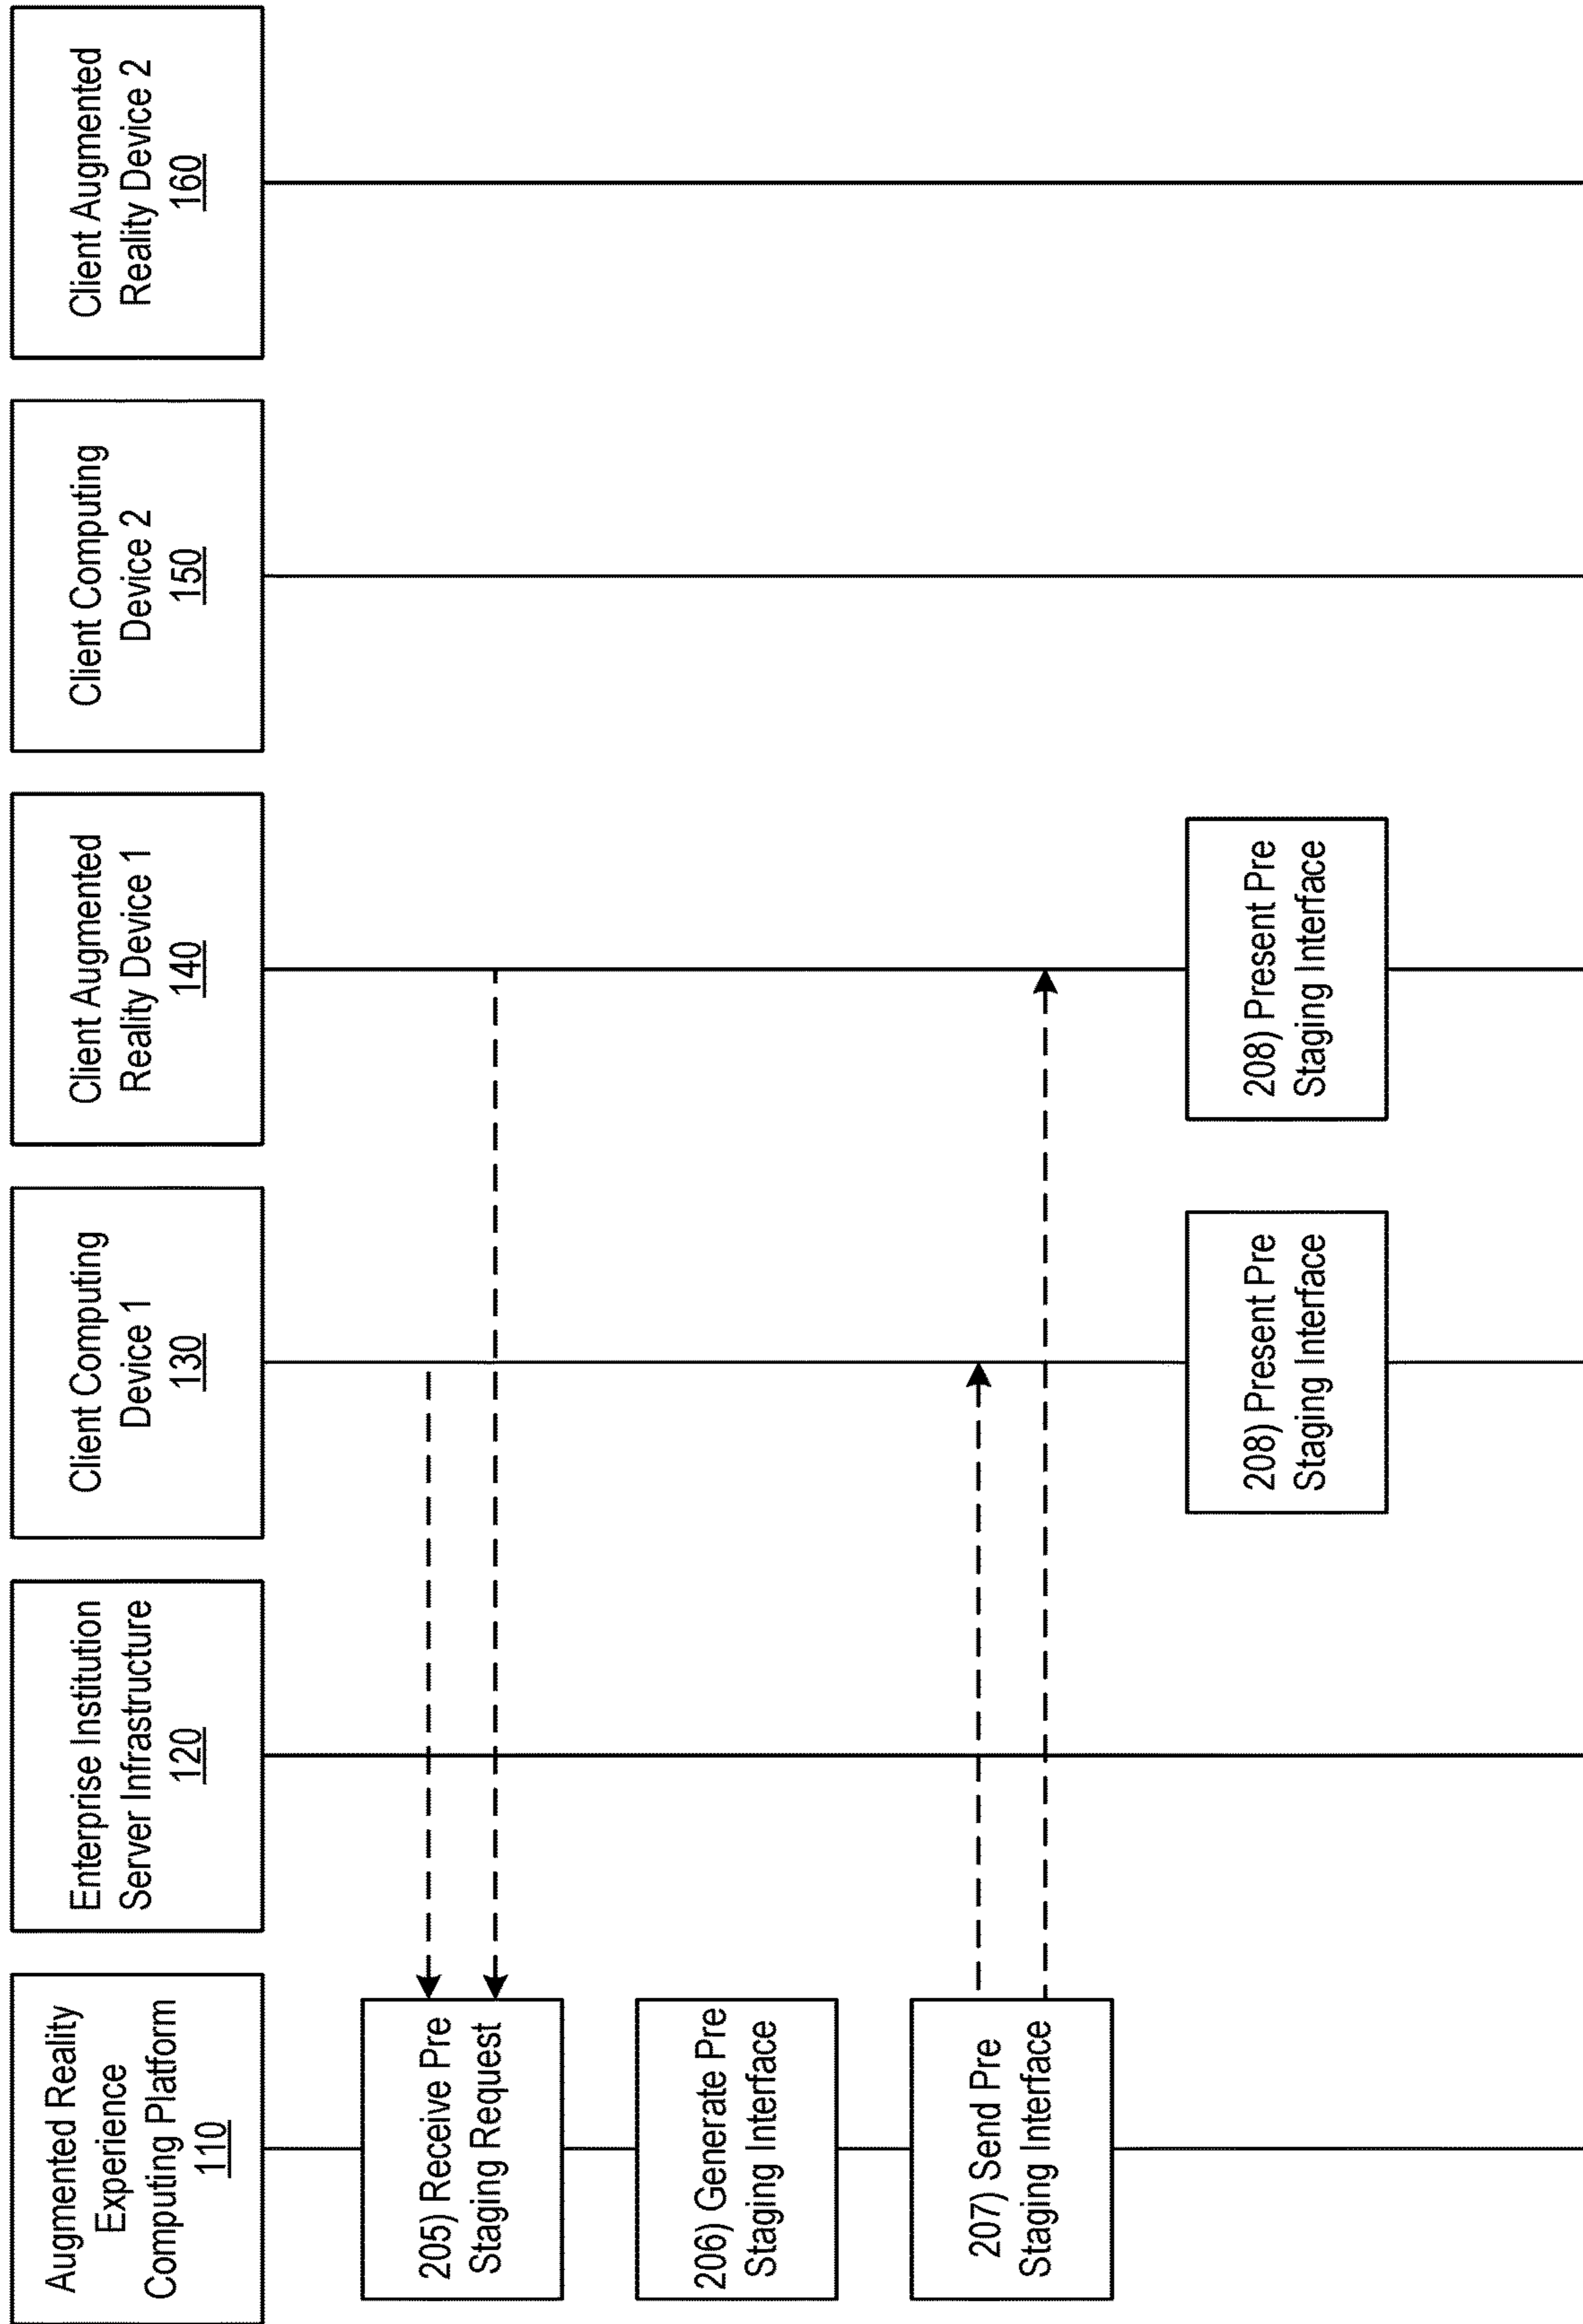 Augmented Reality
Experience
Computing Platform
110
Enterprise Institution
Server Infrastructure
120
Client Computing
Device 1
130
Client Augmented
Reality Device 1
140
Client Computing
Device 2
150
Client Augmented
Reality Device 2
160
205) Receive Pre
Staging Request
206) Generate Pre
Staging Interface
207) Send Pre
Staging Interface
208) Present Pre
Staging Interface
208) Present Pre
Staging Interface